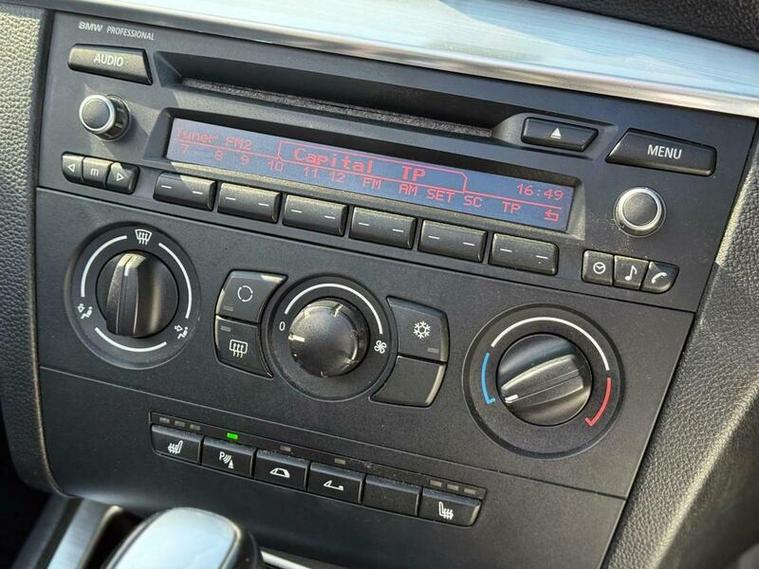 BMW PROFESSIONAL
AUDIO
MENU
Tuner FM2 Capital TP 16:49
7 8 9 10 11 12 FM AM SET SC TP
m
0
P